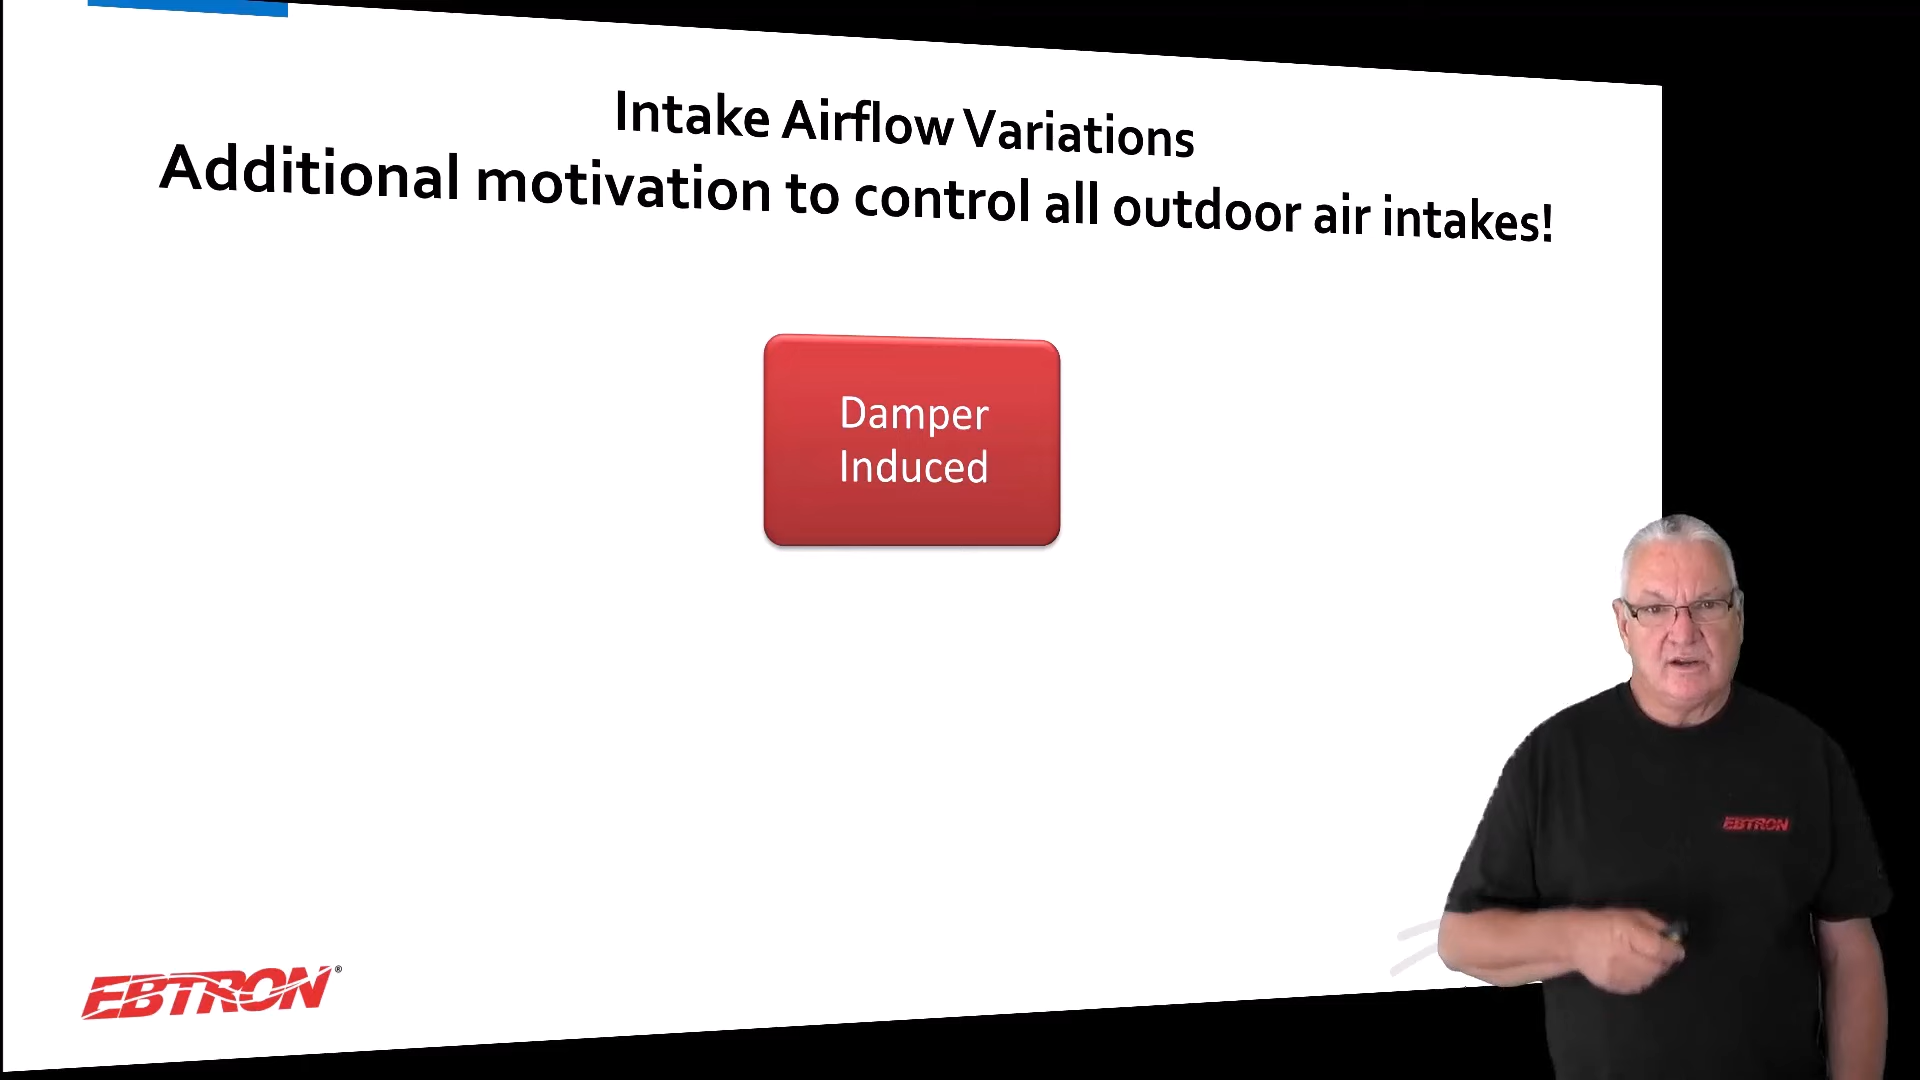 Intake Airflow Variations
Additional motivation to control all outdoor air intakes!
Damper
Induced
EBTRON
EBTRON®